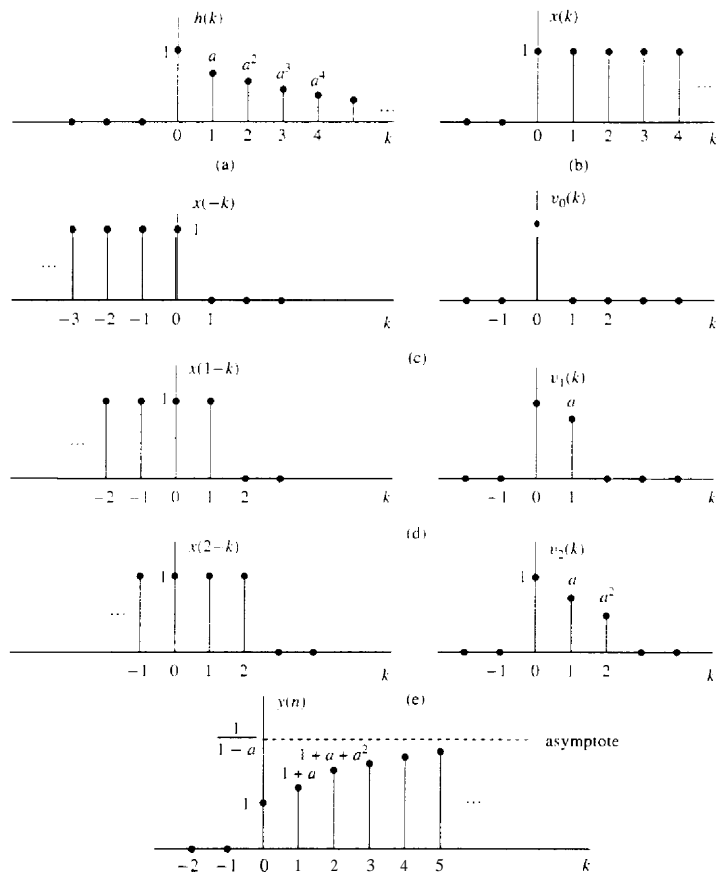 h(k)
1
a
a²
a³
a⁴
...
0 1 2 3 4 k
(a)
x(k)
1
...
0 1 2 3 4 k
(b)
x(−k)
1
...
−3 −2 −1 0 1 k
v₀(k)
−1 0 1 2 k
(c)
x(1−k)
1
...
−2 −1 0 1 2 k
v₁(k)
a
−1 0 1 k
(d)
x(2−k)
1
...
−1 0 1 2 k
v₂(k)
1
a
a²
−1 0 1 2 k
(e)
y(n)
1
1 − a
asymptote
1 + a + a²
1 + a
1
...
−2 −1 0 1 2 3 4 5 k